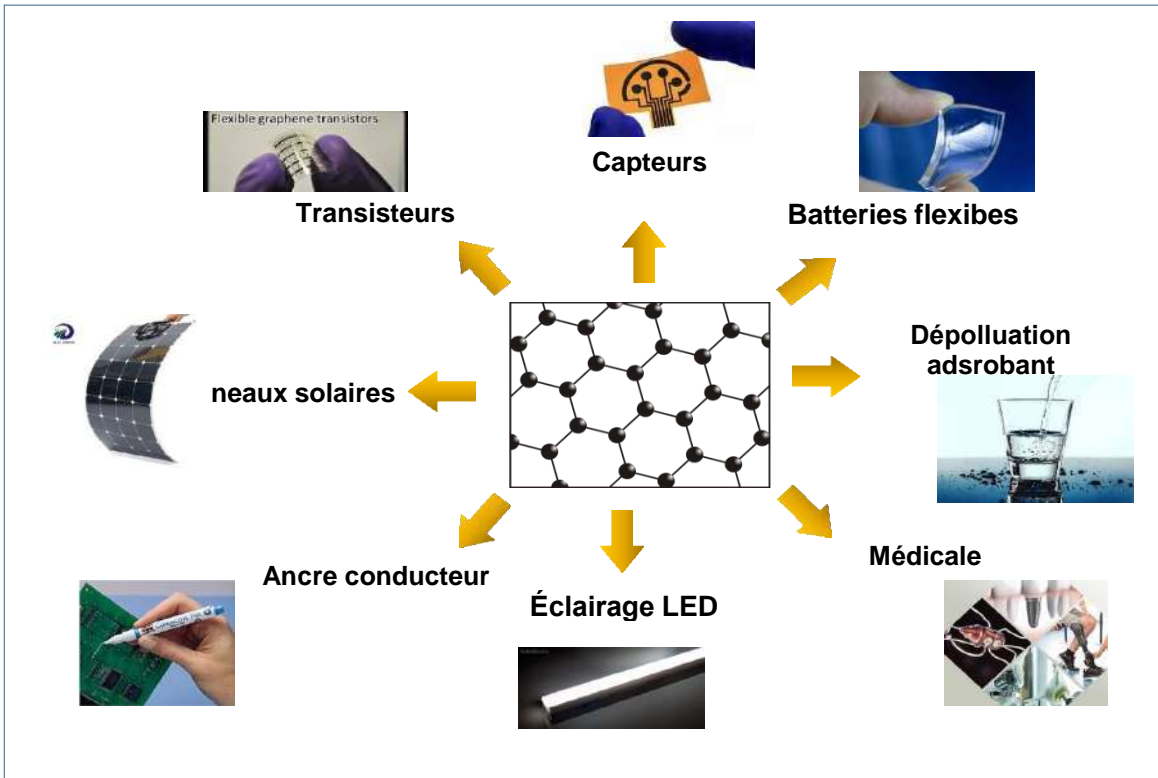 Flexible graphene transistors
Capteurs
Transisteurs
Batteries flexibes
Dépolluation
adsrobant
neaux solaires
Médicale
Ancre conducteur
Éclairage LED